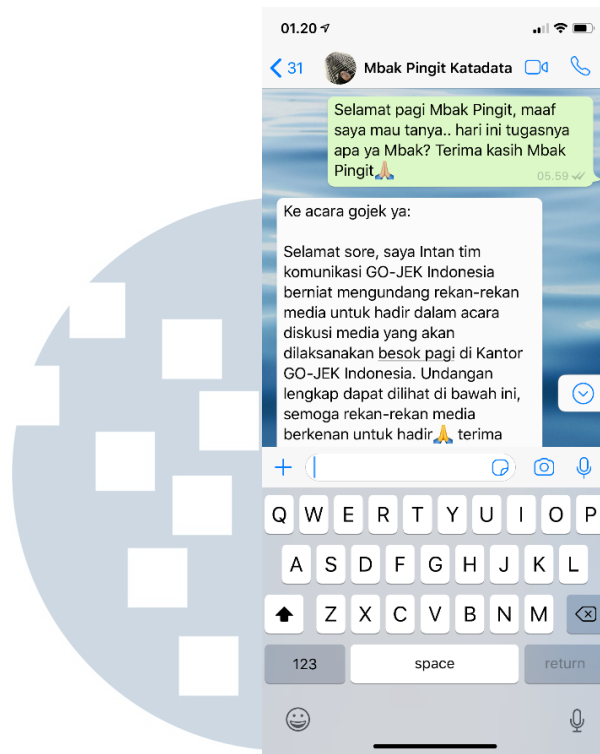 01.20
31
Mbak Pingit Katadata
Selamat pagi Mbak Pingit, maaf
saya mau tanya.. hari ini tugasnya
apa ya Mbak? Terima kasih Mbak
Pingit🙏🏼
05.59
Ke acara gojek ya:
Selamat sore, saya Intan tim
komunikasi GO-JEK Indonesia
berniat mengundang rekan-rekan
media untuk hadir dalam acara
diskusi media yang akan
dilaksanakan besok pagi di Kantor
GO-JEK Indonesia. Undangan
lengkap dapat dilihat di bawah ini,
semoga rekan-rekan media
berkenan untuk hadir🙏 terima
Q W E R T Y U I O P
A S D F G H J K L
Z X C V B N M
123 space return